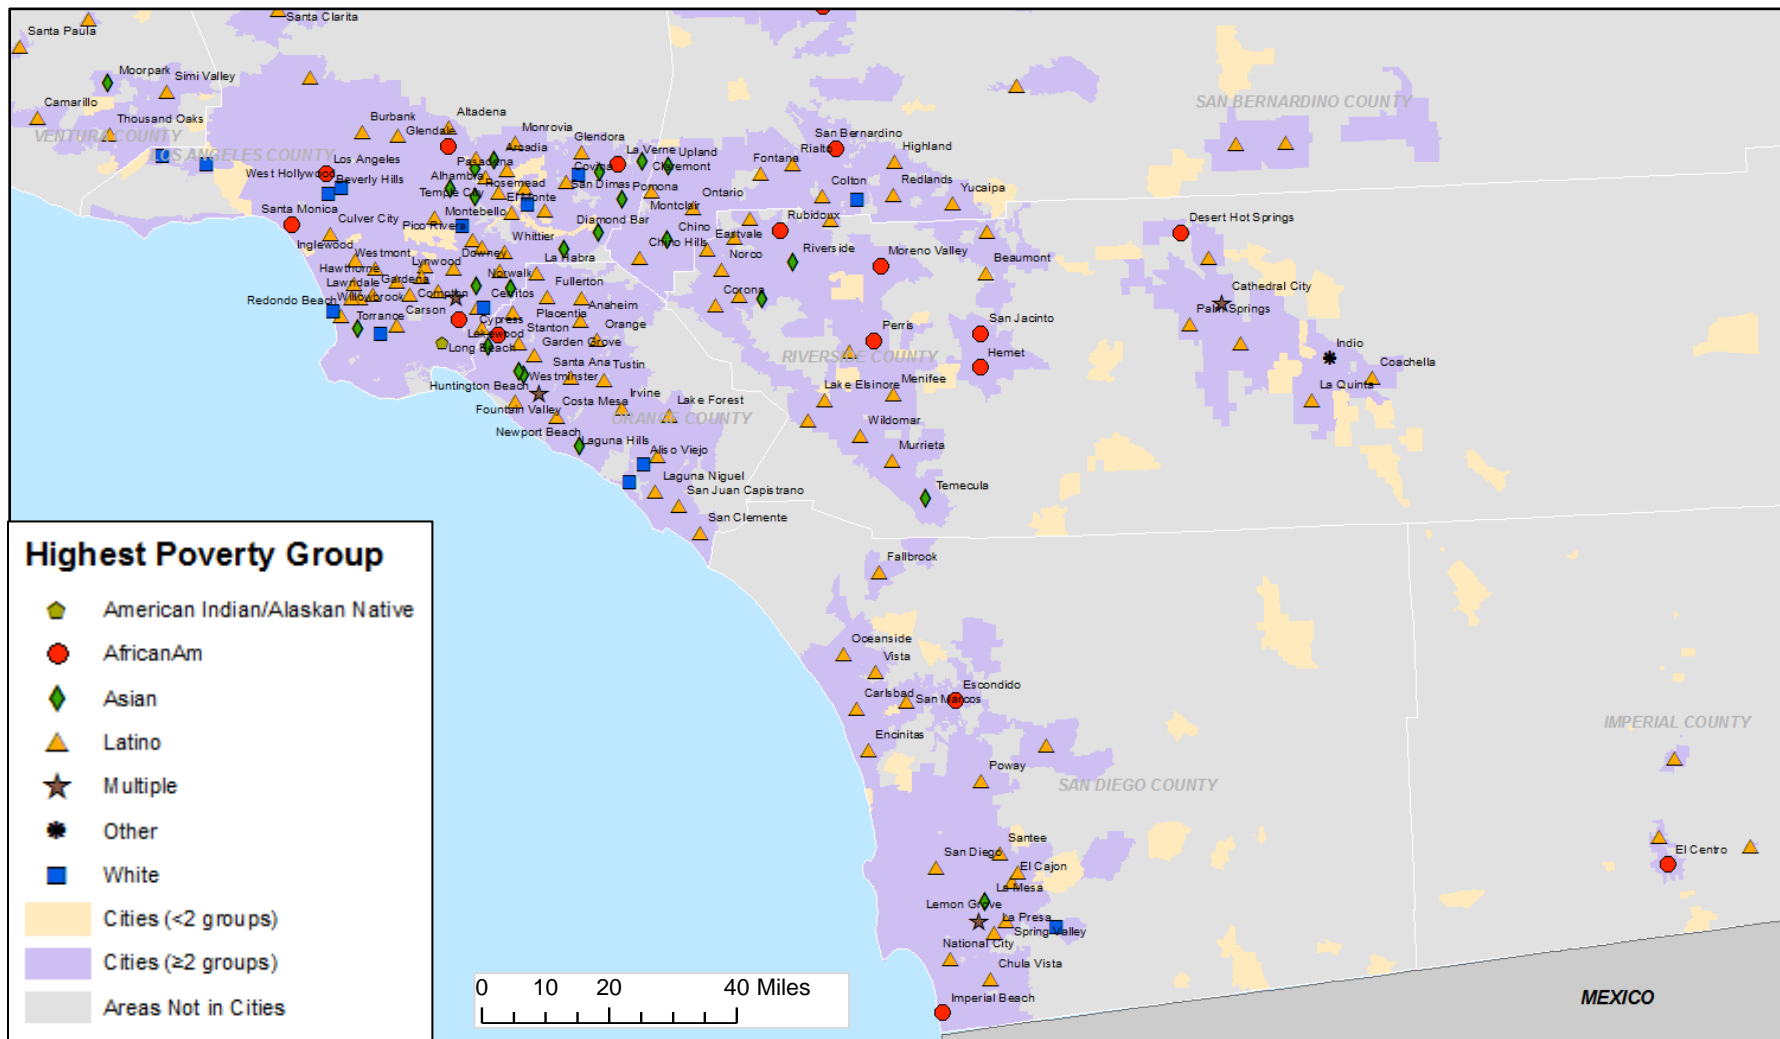 Santa Clarita
Santa Paula
Moorpark
Simi Valley
Camarillo
Thousand Oaks
VENTURA COUNTY
LOS ANGELES COUNTY
SAN BERNARDINO COUNTY
Burbank
Altadena
Glendale
Monrovia
Arcadia
Glendora
La Verne
Upland
Claremont
San Bernardino
Rialto
Highland
Fontana
Los Angeles
Pasadena
Covina
West Hollywood
Beverly Hills
Alhambra
Rosemead
San Dimas
Pomona
Ontario
Colton
Redlands
Yucaipa
Temple City
El Monte
Montclair
Santa Monica
Culver City
Montebello
Pico Rivera
Diamond Bar
Chino
Rubidoux
Desert Hot Springs
Inglewood
Westmont
Whittier
Downey
La Habra
Chino Hills
Eastvale
Norco
Riverside
Moreno Valley
Beaumont
Hawthorne
Lynwood
Lawndale
Gardena
Norwalk
Fullerton
Cathedral City
Redondo Beach
Willowbrook
Compton
Cerritos
Corona
Anaheim
Palm Springs
Torrance
Carson
Cypress
Placentia
Orange
Lakewood
Stanton
San Jacinto
Perris
Long Beach
Garden Grove
Indio
Santa Ana
Tustin
RIVERSIDE COUNTY
Hemet
Coachella
Westminster
Huntington Beach
Lake Elsinore
Menifee
La Quinta
Irvine
Costa Mesa
Lake Forest
Fountain Valley
ORANGE COUNTY
Wildomar
Newport Beach
Laguna Hills
Murrieta
Aliso Viejo
Laguna Niguel
Temecula
San Juan Capistrano
San Clemente
Fallbrook
Oceanside
Vista
Escondido
Carlsbad
San Marcos
IMPERIAL COUNTY
Encinitas
Poway
SAN DIEGO COUNTY
Santee
San Diego
El Cajon
El Centro
La Mesa
Lemon Grove
La Presa
Spring Valley
National City
Chula Vista
Imperial Beach
MEXICO
Highest Poverty Group
American Indian/Alaskan Native
AfricanAm
Asian
Latino
Multiple
Other
White
Cities (<2 groups)
Cities (≥2 groups)
Areas Not in Cities
0 10 20 40 Miles